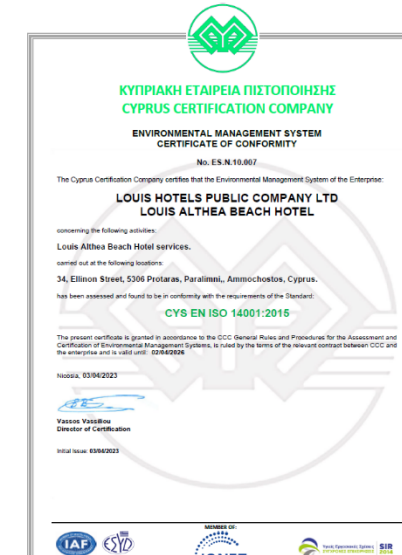 ΚΥΠΡΙΑΚΗ ΕΤΑΙΡΕΙΑ ΠΙΣΤΟΠΟΙΗΣΗΣ
CYPRUS CERTIFICATION COMPANY
ENVIRONMENTAL MANAGEMENT SYSTEM
CERTIFICATE OF CONFORMITY
No. ES.N.10.007
The Cyprus Certification Company certifies that the Environmental Management System of the Enterprise:
LOUIS HOTELS PUBLIC COMPANY LTD
LOUIS ALTHEA BEACH HOTEL
concerning the following activities:
Louis Althea Beach Hotel services.
carried out at the following locations:
34, Ellinon Street, 5306 Protaras, Paralimni,, Ammochostos, Cyprus.
has been assessed and found to be in conformity with the requirements of the Standard:
CYS EN ISO 14001:2015
The present certificate is granted in accordance to the CCC General Rules and Procedures for the Assessment and
Certification of Environmental Management Systems, is ruled by the terms of the relevant contract between CCC and
the enterprise and is valid until: 02/04/2026
Nicosia, 03/04/2023
Vassos Vassiliou
Director of Certification
Initial Issue: 03/04/2023
MEMBER OF:
IAF
ΕΣΥΔ
SIR